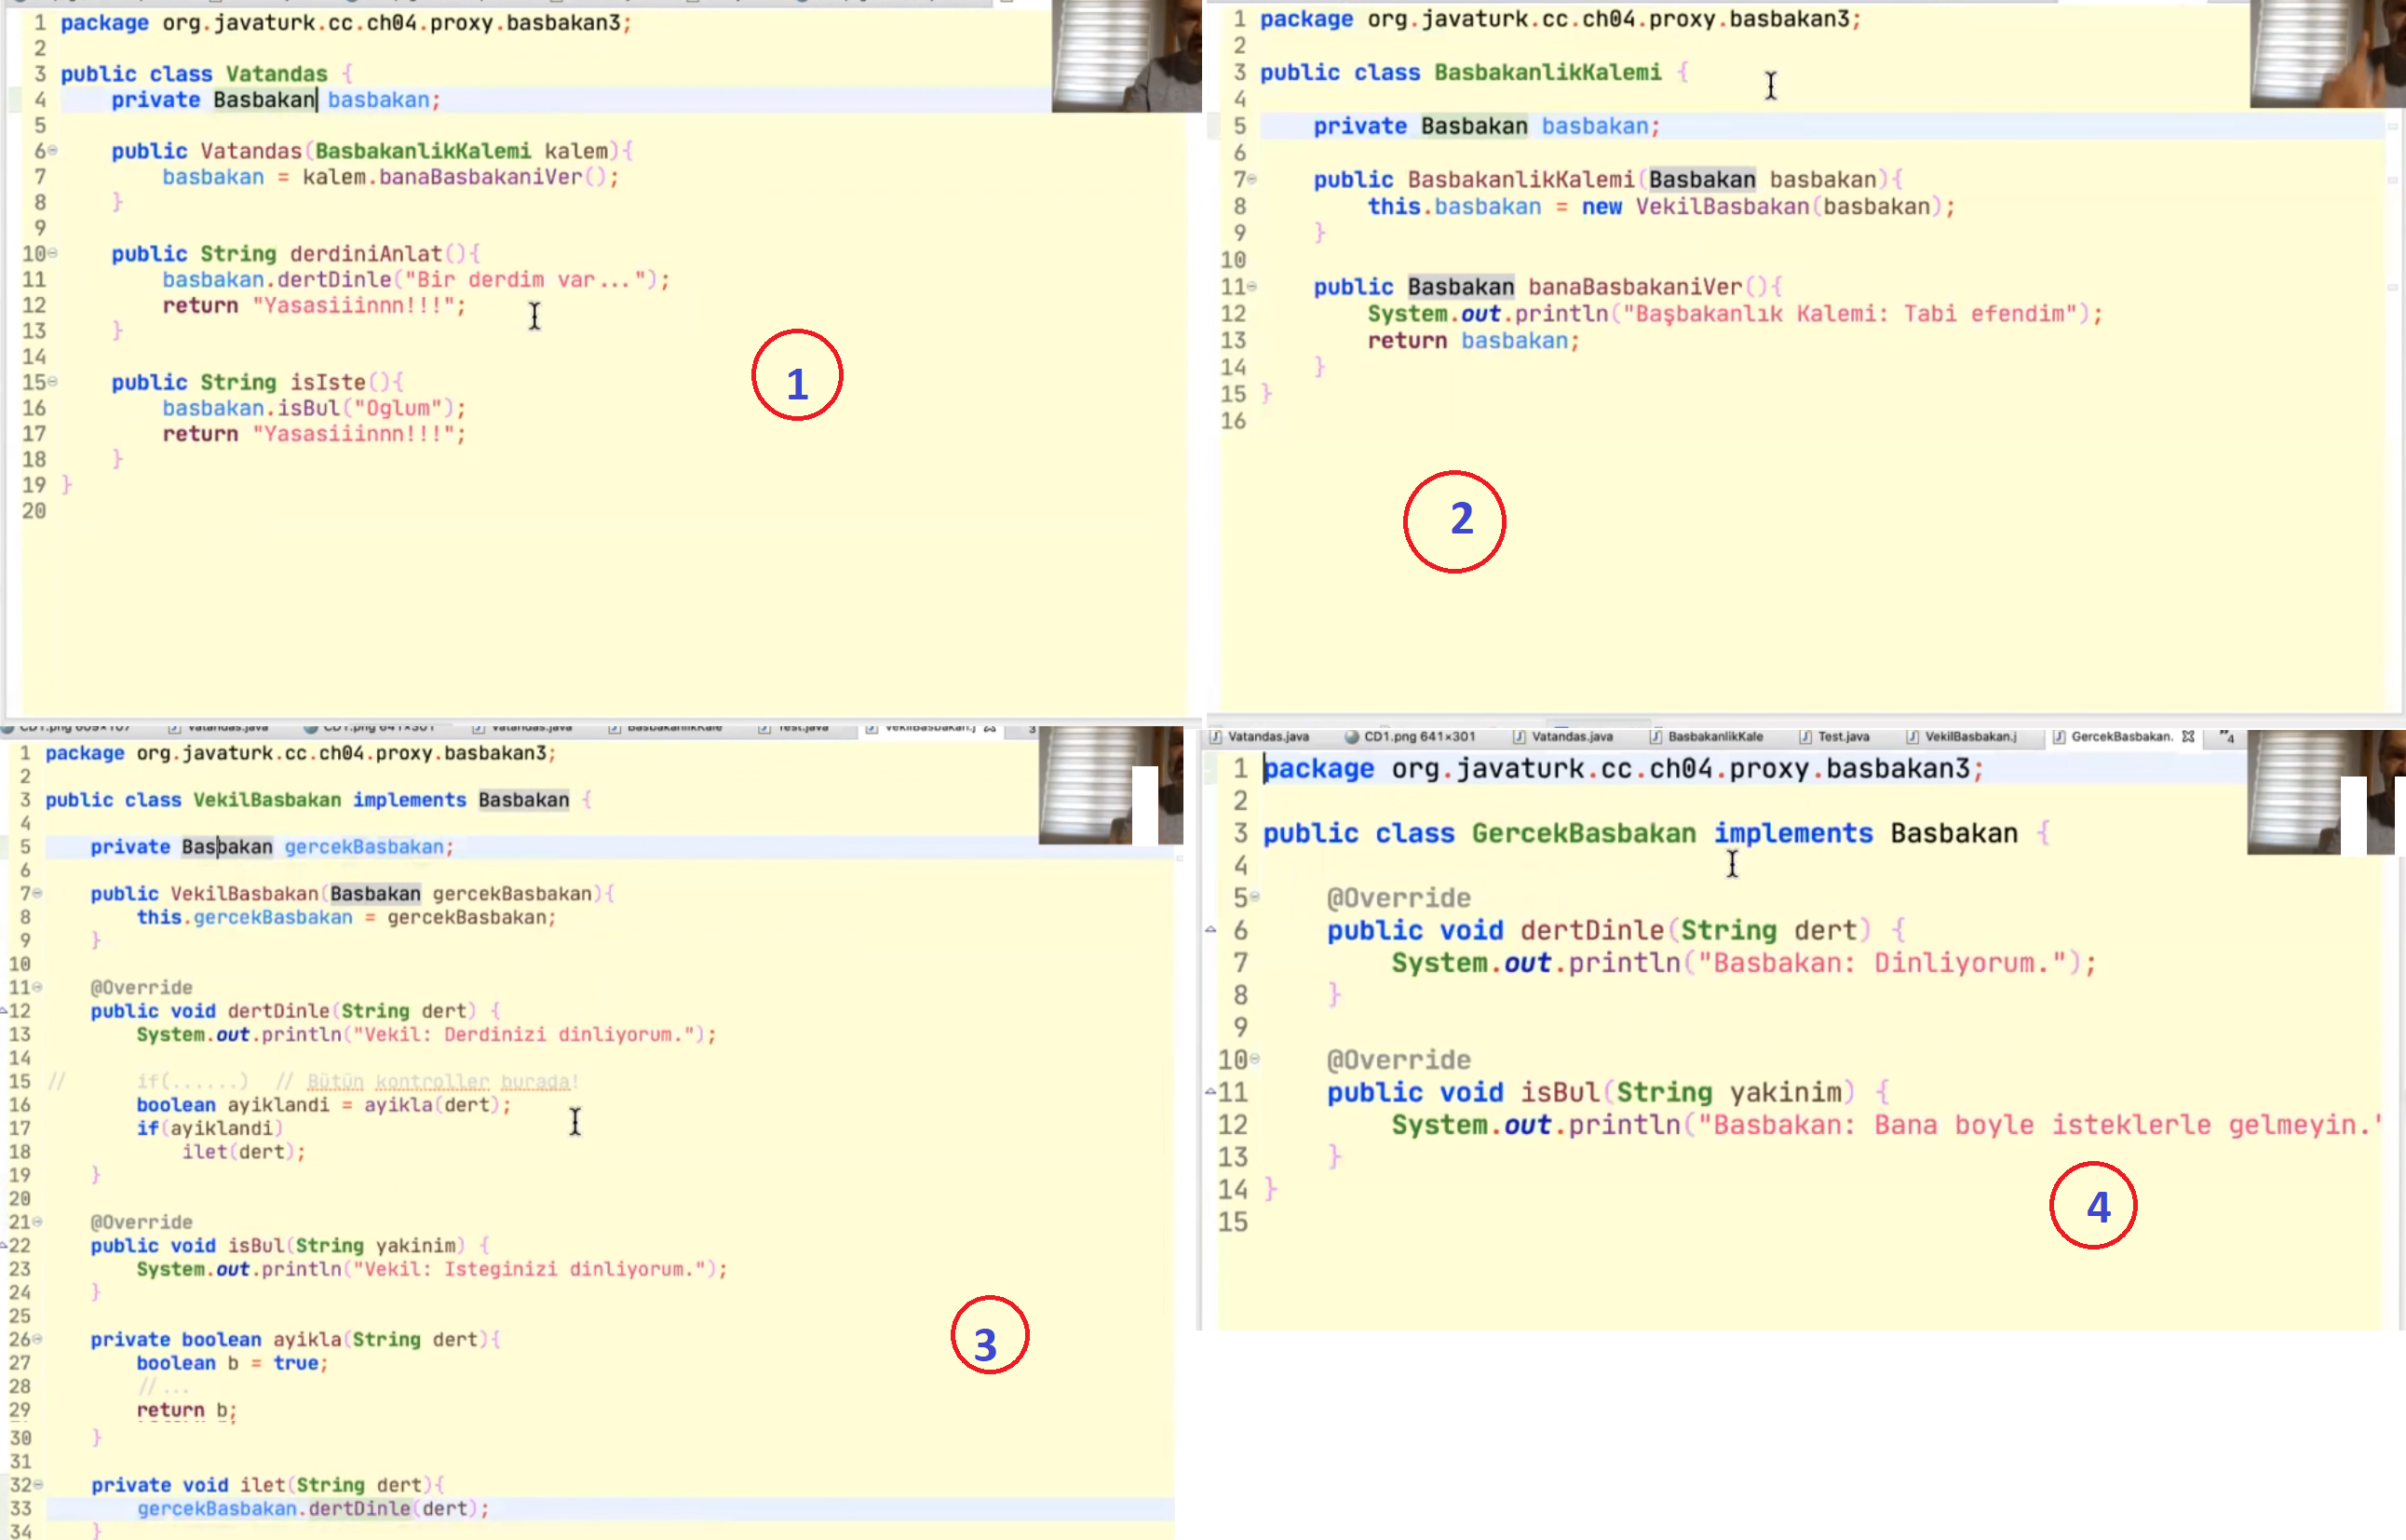 1 package org.javaturk.cc.ch04.proxy.basbakan3;
2
3 public class Vatandas {
4 private Basbakan basbakan;
5
6 public Vatandas(BasbakanlikKalemi kalem){
7 basbakan = kalem.banaBasbakaniVer();
8 }
9
10 public String derdiniAnlat(){
11 basbakan.dertDinle("Bir derdim var...");
12 return "Yasasiiinnn!!!";
13 }
14
15 public String isIste(){
16 basbakan.isBul("Oglum");
17 return "Yasasiiinnn!!!";
18 }
19 }
20
1
1 package org.javaturk.cc.ch04.proxy.basbakan3;
2
3 public class BasbakanlikKalemi {
4
5 private Basbakan basbakan;
6
7 public BasbakanlikKalemi(Basbakan basbakan){
8 this.basbakan = new VekilBasbakan(basbakan);
9 }
10
11 public Basbakan banaBasbakaniVer(){
12 System.out.println("Başbakanlık Kalemi: Tabi efendim");
13 return basbakan;
14 }
15 }
16
2
CD1.png 609×107 Vatandas.java CD1.png 641×301 Vatandas.java BasbakanlikKale Test.java VekilBasbakan.j 3
1 package org.javaturk.cc.ch04.proxy.basbakan3;
2
3 public class VekilBasbakan implements Basbakan {
4
5 private Basbakan gercekBasbakan;
6
7 public VekilBasbakan(Basbakan gercekBasbakan){
8 this.gercekBasbakan = gercekBasbakan;
9 }
10
11 @Override
12 public void dertDinle(String dert) {
13 System.out.println("Vekil: Derdinizi dinliyorum.");
14
15 // if(......) // Bütün kontroller burada!
16 boolean ayiklandi = ayikla(dert);
17 if(ayiklandi)
18 ilet(dert);
19 }
20
21 @Override
22 public void isBul(String yakinim) {
23 System.out.println("Vekil: Isteginizi dinliyorum.");
24 }
25
26 private boolean ayikla(String dert){
27 boolean b = true;
28 // ...
29 return b;
30 }
31
32 private void ilet(String dert){
33 gercekBasbakan.dertDinle(dert);
34 }
3
Vatandas.java CD1.png 641×301 Vatandas.java BasbakanlikKale Test.java VekilBasbakan.j GercekBasbakan. "4
1 package org.javaturk.cc.ch04.proxy.basbakan3;
2
3 public class GercekBasbakan implements Basbakan {
4
5 @Override
6 public void dertDinle(String dert) {
7 System.out.println("Basbakan: Dinliyorum.");
8 }
9
10 @Override
11 public void isBul(String yakinim) {
12 System.out.println("Basbakan: Bana boyle isteklerle gelmeyin.'
13 }
14 }
15
4